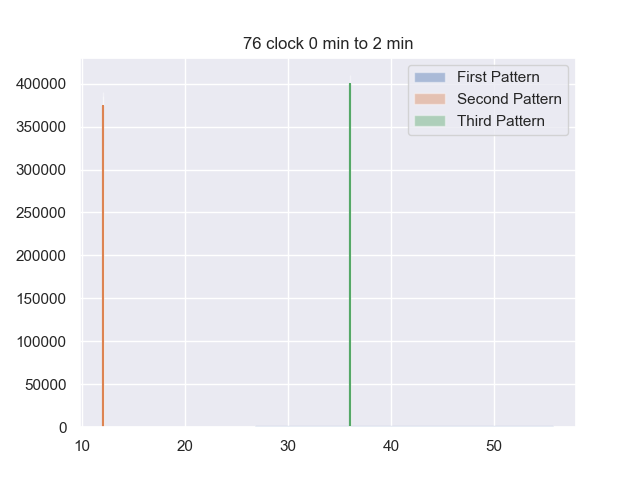 76 clock 0 min to 2 min
400000
350000
300000
250000
200000
150000
100000
50000
0
10 20 30 40 50
First Pattern
Second Pattern
Third Pattern